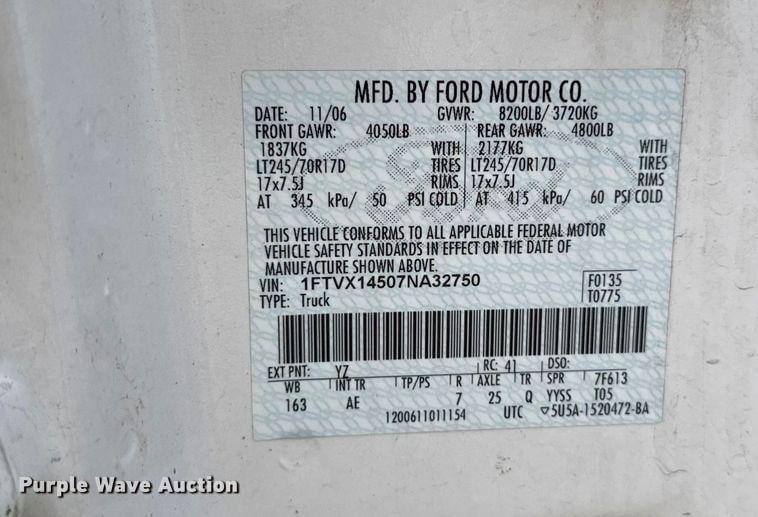 MFD. BY FORD MOTOR CO.
DATE: 11/06 GVWR: 8200LB/ 3720KG
FRONT GAWR: 4050LB REAR GAWR: 4800LB
1837KG WITH 2177KG WITH
LT245/70R17D TIRES LT245/70R17D TIRES
17x7.5J RIMS 17x7.5J RIMS
AT 345 kPa/ 50 PSI COLD AT 415 kPa/ 60 PSI COLD
THIS VEHICLE CONFORMS TO ALL APPLICABLE FEDERAL MOTOR
VEHICLE SAFETY STANDARDS IN EFFECT ON THE DATE OF
MANUFACTURE SHOWN ABOVE.
VIN: 1FTVX14507NA32750 F0135
TYPE: Truck T0775
EXT PNT: YZ RC: 41 DSO:
WB INT TR TP/PS R AXLE TR SPR 7F613
163 AE 7 25 Q YYSS T05
1200611011154 UTC ▽5U5A-1520472-BA
Purple Wave Auction